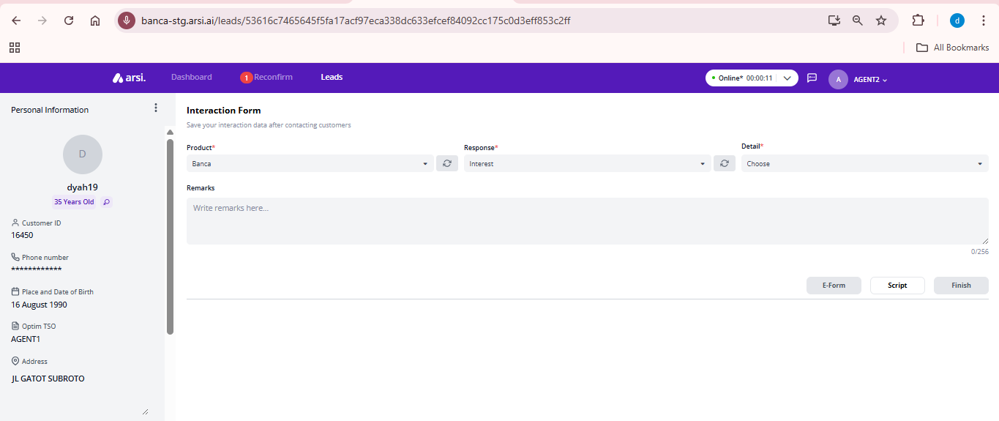 banca-stg.arsi.ai/leads/53616c7465645f5fa17acf97eca338dc633efcef84092cc175c0d3eff853c2ff
d
All Bookmarks
arsi.
Dashboard
1 Reconfirm
Leads
Online* 00:00:11
A
AGENT2
Personal Information
D
dyah19
35 Years Old
Customer ID
16450
Phone number
************
Place and Date of Birth
16 August 1990
Optim TSO
AGENT1
Address
JL GATOT SUBROTO
Interaction Form
Save your interaction data after contacting customers
Product*
Banca
Response*
Interest
Detail*
Choose
Remarks
Write remarks here...
0/256
E-Form
Script
Finish